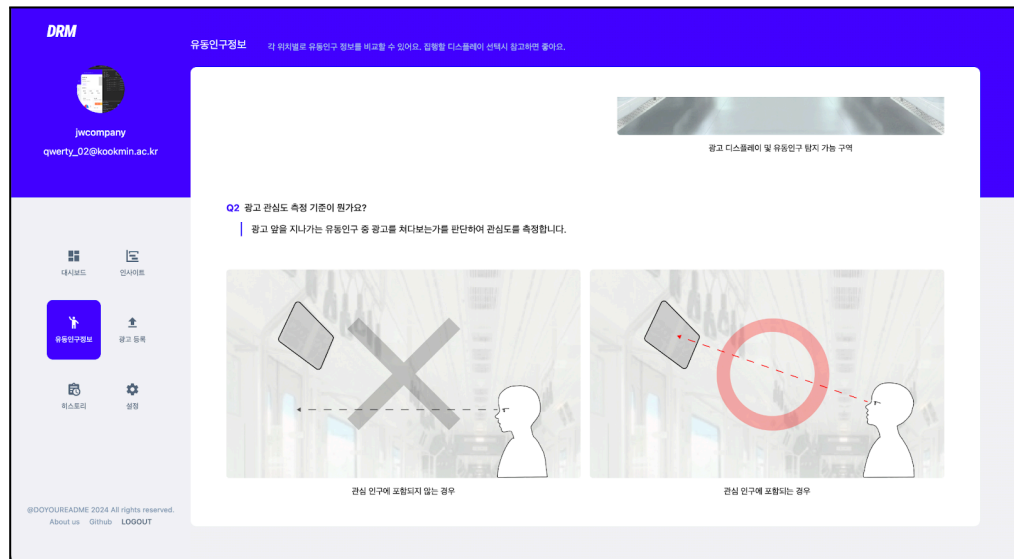 DRM
jwcompany
qwerty_02@kookmin.ac.kr
대시보드
인사이트
유동인구정보
광고 등록
히스토리
설정
@OOYOUREADME 2024 All rights reserved.
About us Github LOGOUT
유동인구정보 각 위치별로 유동인구 정보를 비교할 수 있어요. 집행할 디스플레이 선택시 참고하면 좋아요.
광고 디스플레이 및 유동인구 탐지 가능 구역
Q2 광고 관심도 측정 기준이 뭔가요?
광고 앞을 지나가는 유동인구 중 광고를 쳐다보는가를 판단하여 관심도를 측정합니다.
관심 인구에 포함되지 않는 경우
관심 인구에 포함되는 경우